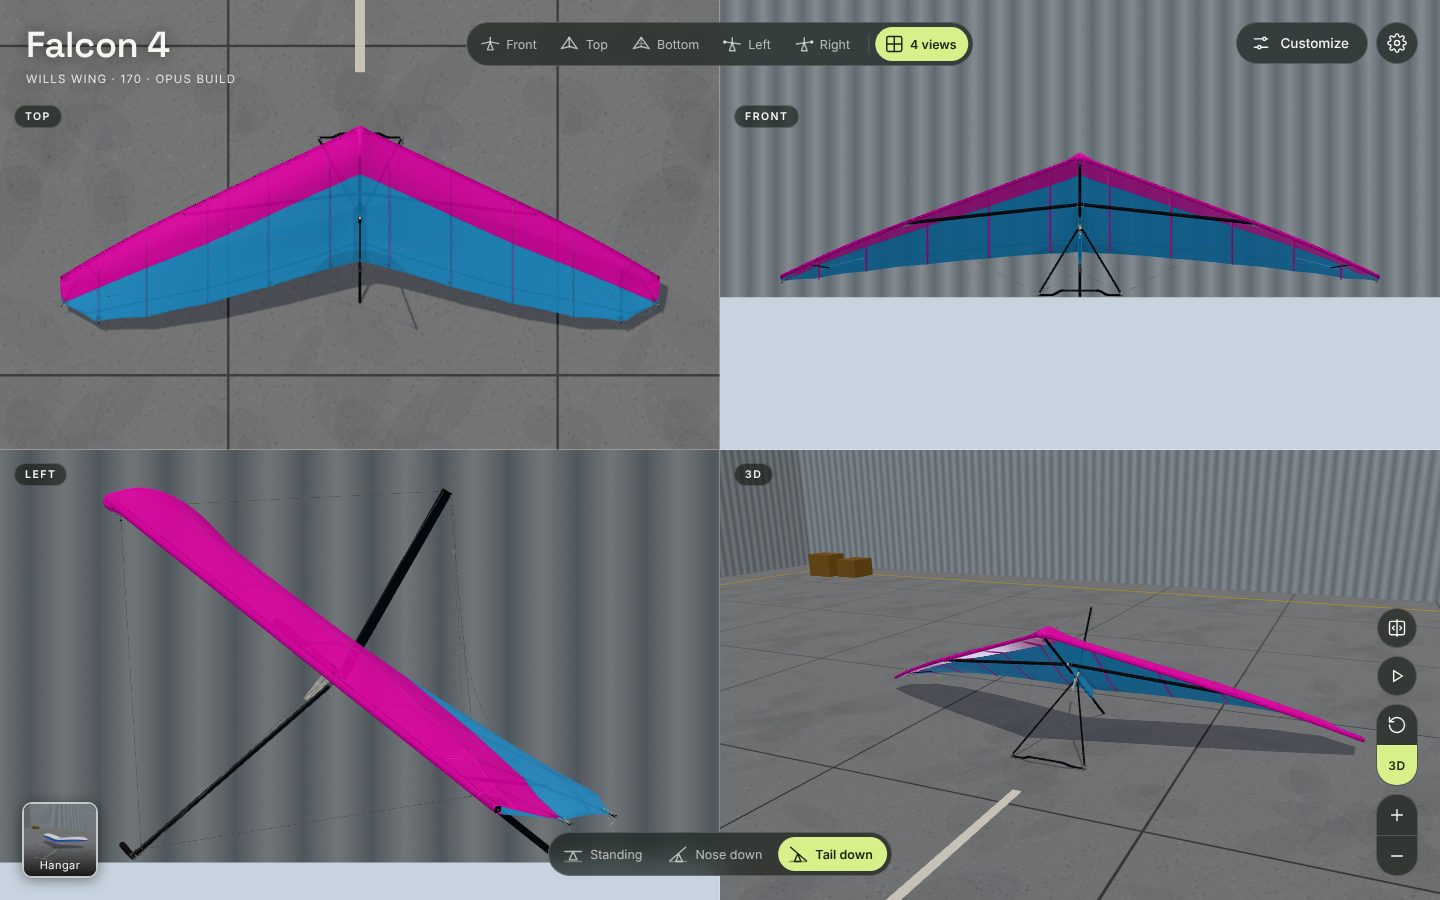 Falcon 4
WILLS WING · 170 · OPUS BUILD
Front
Top
Bottom
Left
Right
4 views
Customize
TOP
FRONT
LEFT
3D
3D
Hangar
Standing
Nose down
Tail down